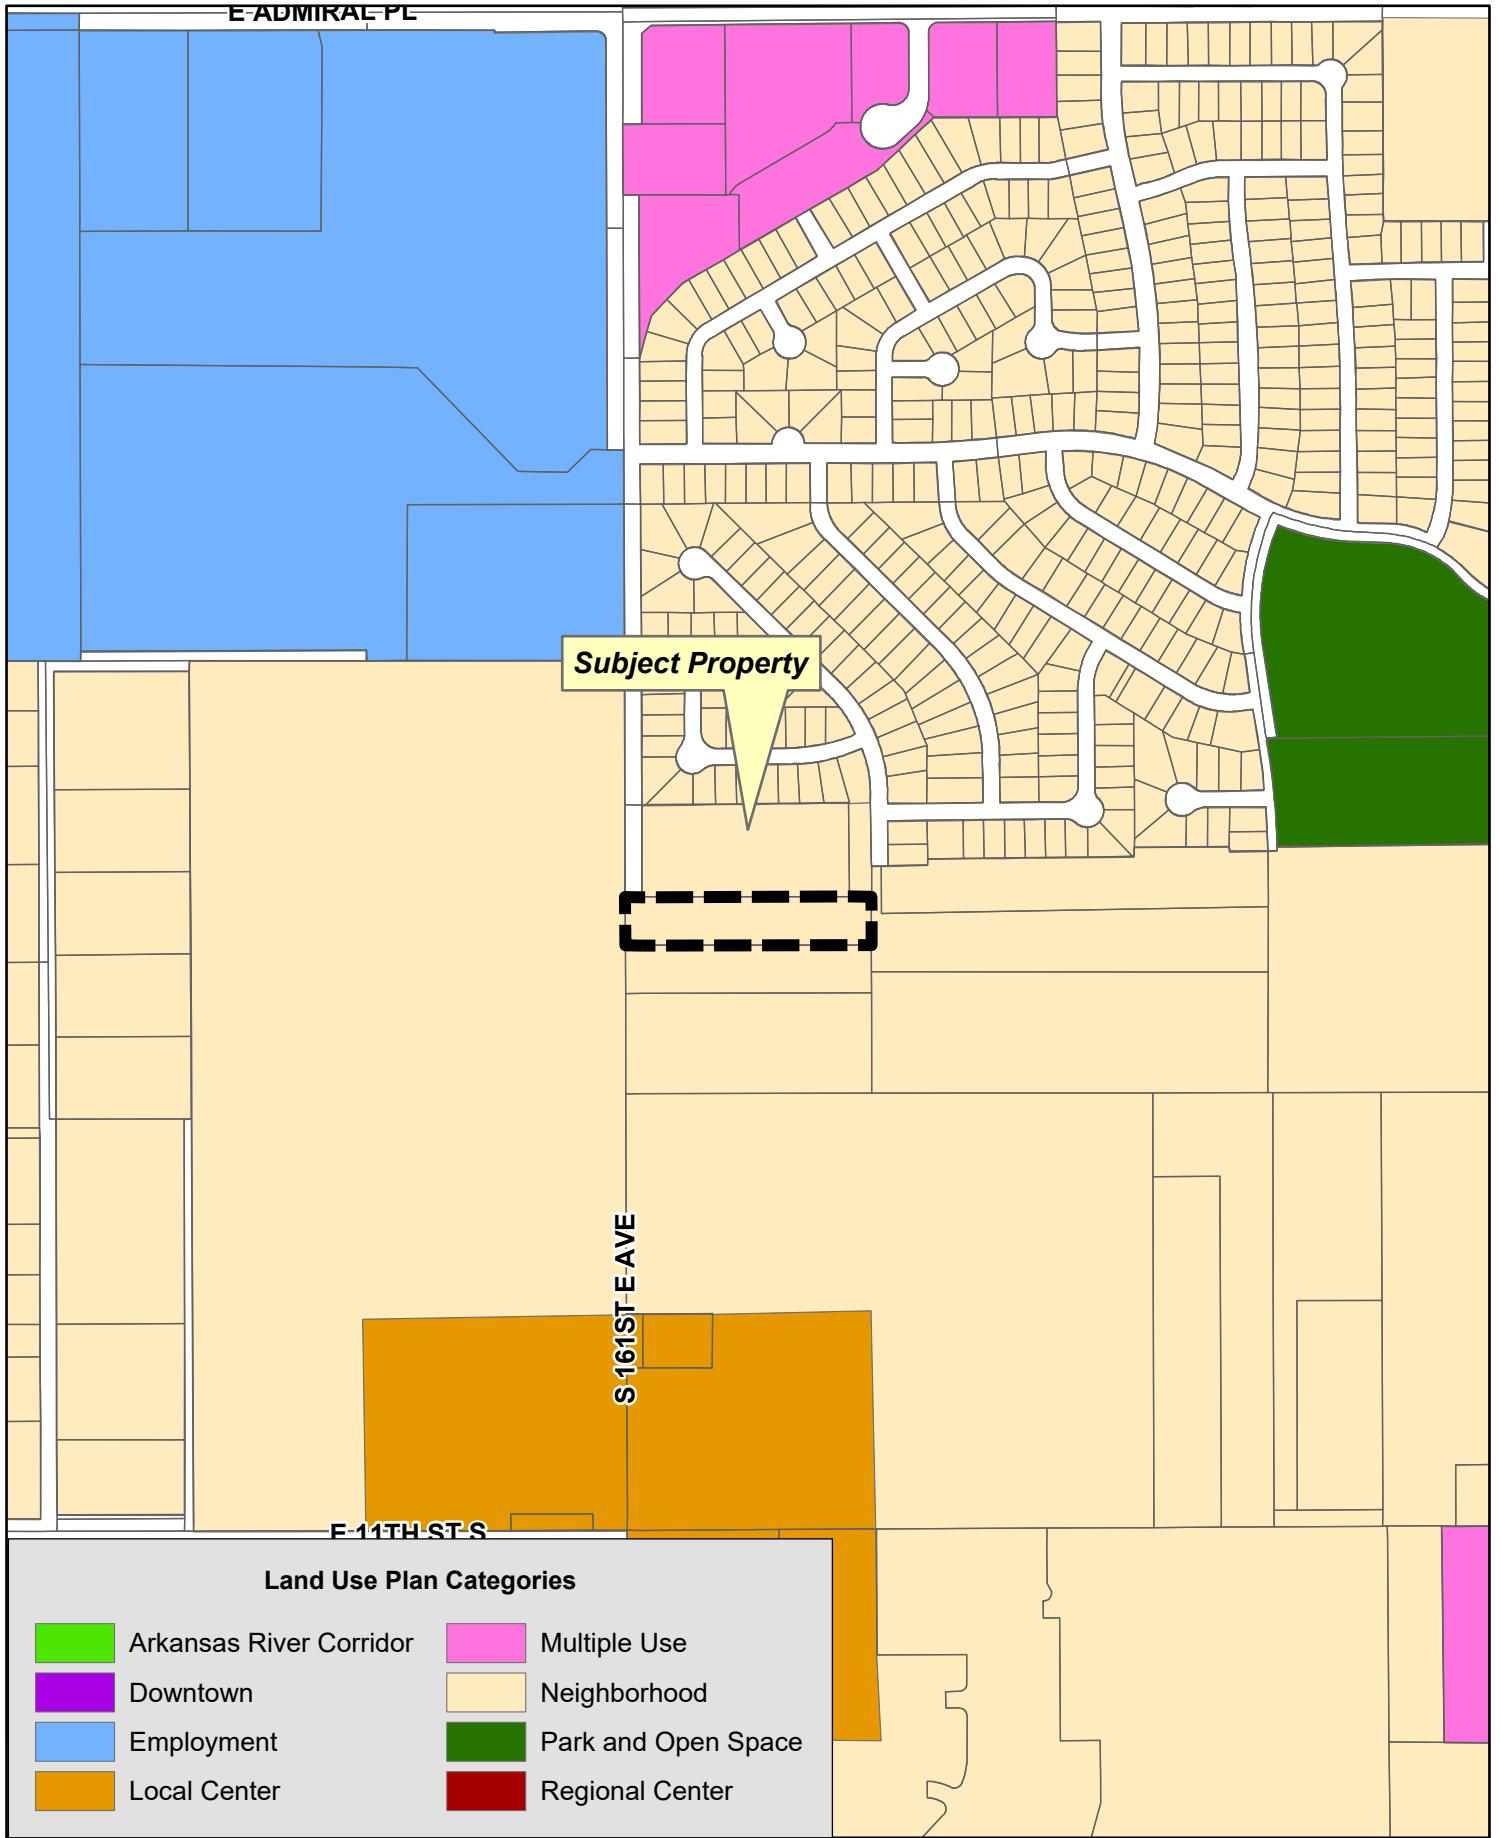 E ADMIRAL PL
Subject Property
S 161ST E AVE
E 11TH ST S
Land Use Plan Categories
Arkansas River Corridor
Downtown
Employment
Local Center
Multiple Use
Neighborhood
Park and Open Space
Regional Center